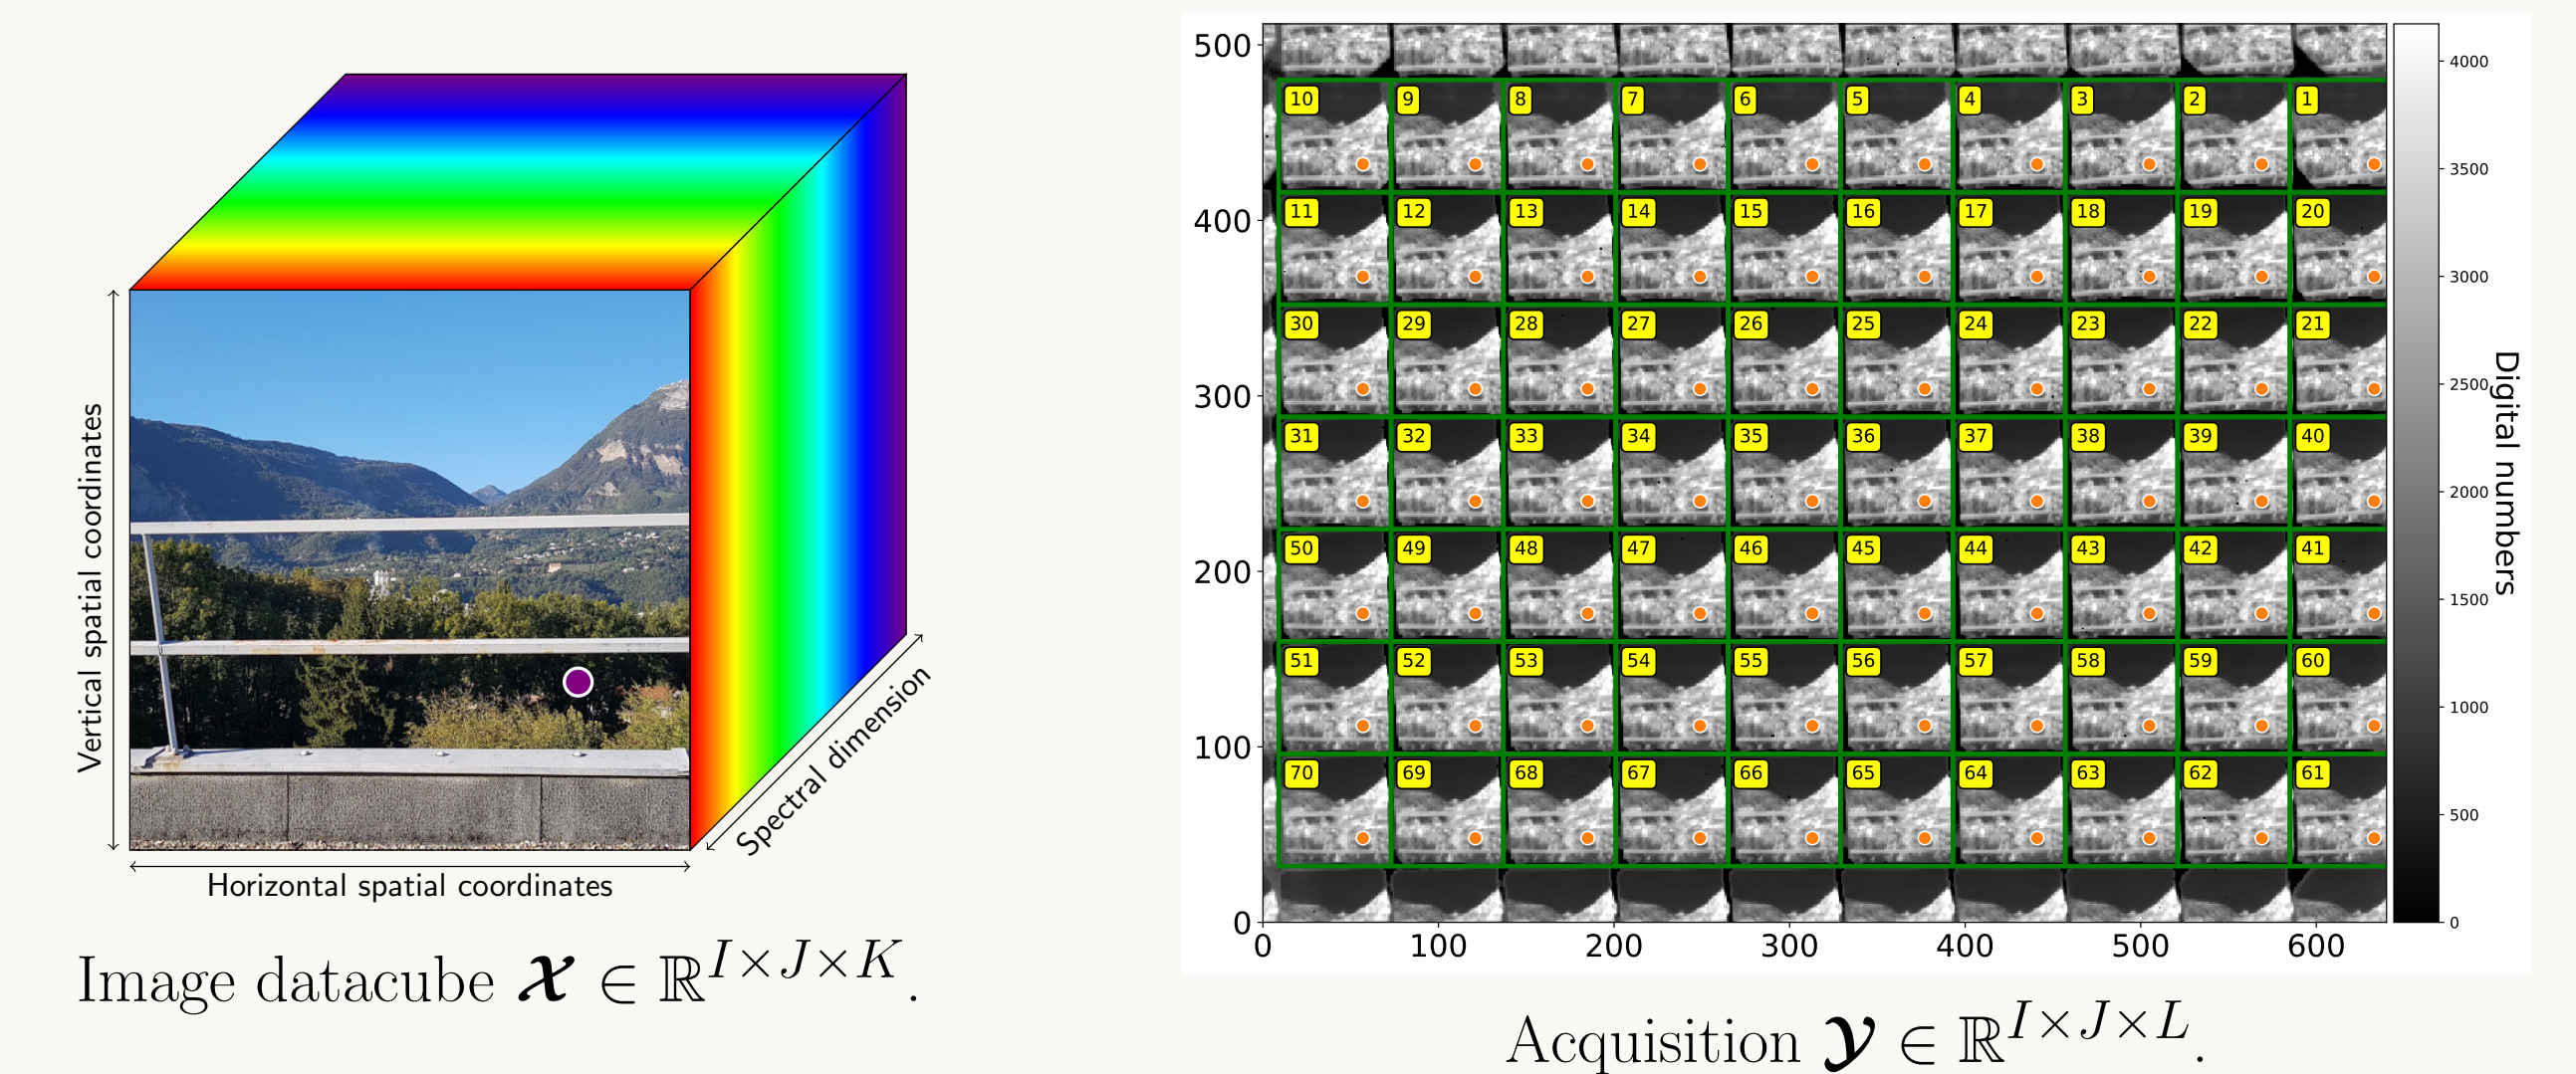 Vertical spatial coordinates
Horizontal spatial coordinates
Spectral dimension
Image datacube 𝓧 ∈ ℝ^{I×J×K}.
500
400
300
200
100
0
10 9 8 7 6 5 4 3 2 1
11 12 13 14 15 16 17 18 19 20
30 29 28 27 26 25 24 23 22 21
31 32 33 34 35 36 37 38 39 40
50 49 48 47 46 45 44 43 42 41
51 52 53 54 55 56 57 58 59 60
70 69 68 67 66 65 64 63 62 61
0 100 200 300 400 500 600
4000
3500
3000
2500
2000
1500
1000
500
0
Digital numbers
Acquisition 𝓨 ∈ ℝ^{I×J×L}.